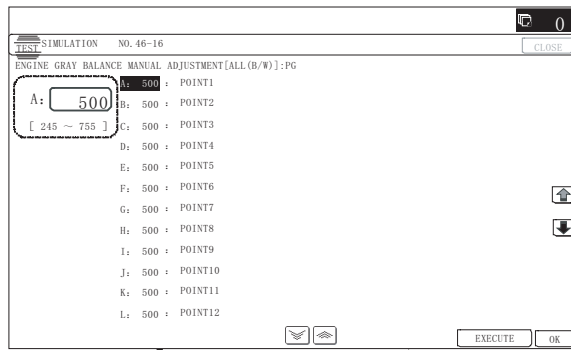 0
TEST SIMULATION NO.46-16
CLOSE
ENGINE GRAY BALANCE MANUAL ADJUSTMENT[ALL(B/W)]:PG
A: 500
[ 245 ~ 755 ]
A: 500 : POINT1
B: 500 : POINT2
C: 500 : POINT3
D: 500 : POINT4
E: 500 : POINT5
F: 500 : POINT6
G: 500 : POINT7
H: 500 : POINT8
I: 500 : POINT9
J: 500 : POINT10
K: 500 : POINT11
L: 500 : POINT12
EXECUTE OK